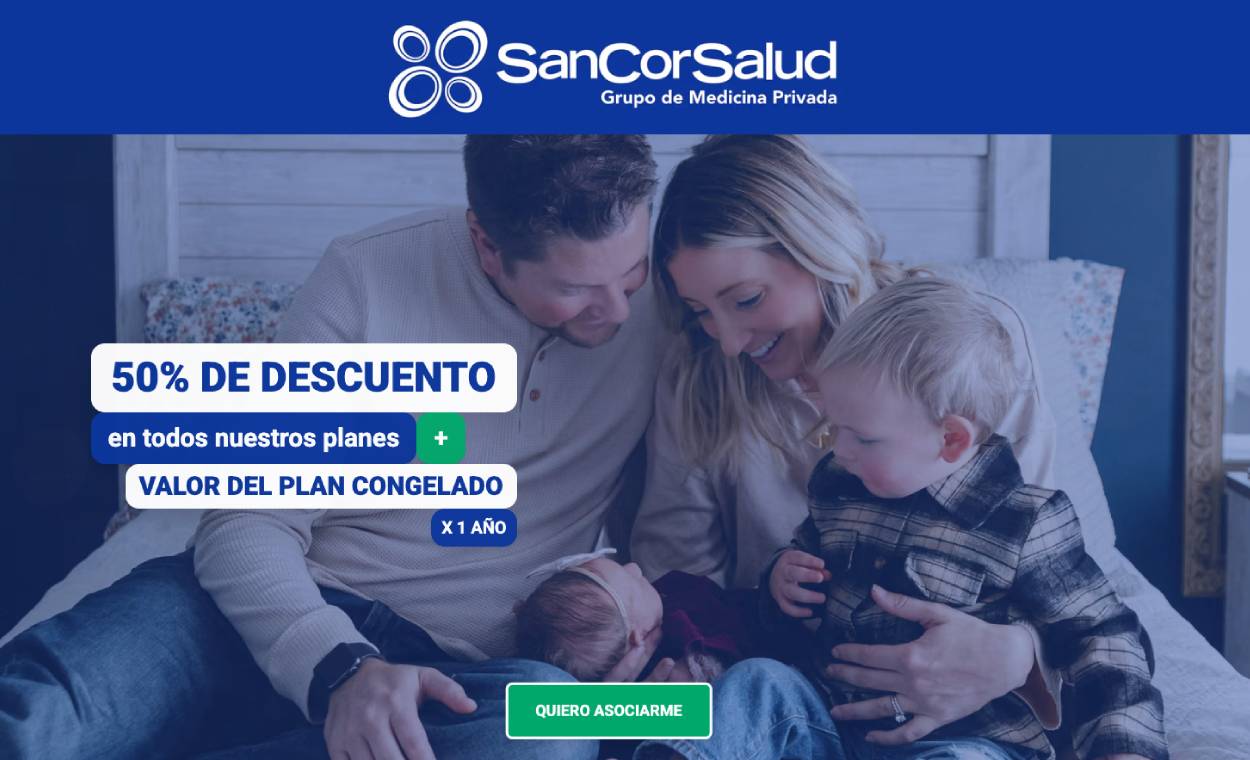 SanCorSalud
Grupo de Medicina Privada
50% DE DESCUENTO
en todos nuestros planes +
VALOR DEL PLAN CONGELADO
X 1 AÑO
QUIERO ASOCIARME